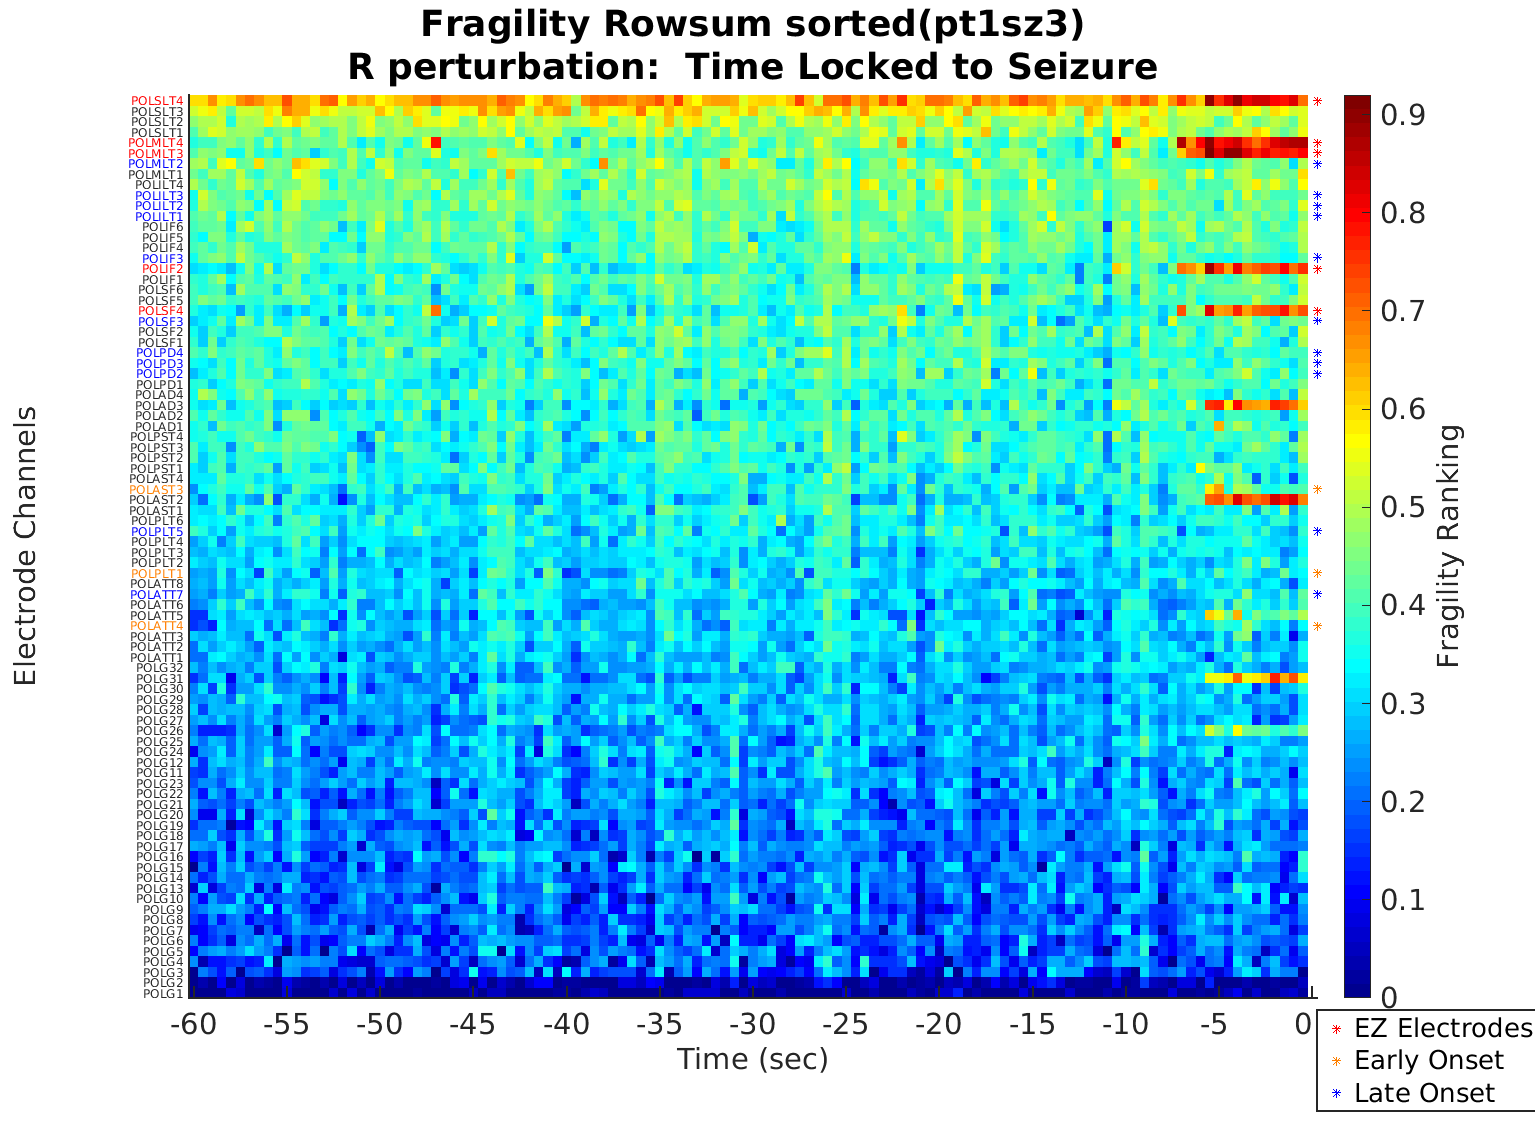 Fragility Rowsum sorted(pt1sz3)
R perturbation: Time Locked to Seizure
Electrode Channels
POLSLT4
POLSLT3
POLSLT2
POLSLT1
POLMLT4
POLMLT3
POLMLT2
POLMLT1
POLILT4
POLILT3
POLILT2
POLILT1
POLIF6
POLIF5
POLIF4
POLIF3
POLIF2
POLIF1
POLSF6
POLSF5
POLSF4
POLSF3
POLSF2
POLSF1
POLPD4
POLPD3
POLPD2
POLPD1
POLAD4
POLAD3
POLAD2
POLAD1
POLPST4
POLPST3
POLPST2
POLPST1
POLAST4
POLAST3
POLAST2
POLAST1
POLPLT6
POLPLT5
POLPLT4
POLPLT3
POLPLT2
POLPLT1
POLATT8
POLATT7
POLATT6
POLATT5
POLATT4
POLATT3
POLATT2
POLATT1
POLG32
POLG31
POLG30
POLG29
POLG28
POLG27
POLG26
POLG25
POLG24
POLG12
POLG11
POLG23
POLG22
POLG21
POLG20
POLG19
POLG18
POLG17
POLG16
POLG15
POLG14
POLG13
POLG10
POLG9
POLG8
POLG7
POLG6
POLG5
POLG4
POLG3
POLG2
POLG1
-60 -55 -50 -45 -40 -35 -30 -25 -20 -15 -10 -5 0
Time (sec)
0.9
0.8
0.7
0.6
0.5
0.4
0.3
0.2
0.1
0
Fragility Ranking
EZ Electrodes
Early Onset
Late Onset